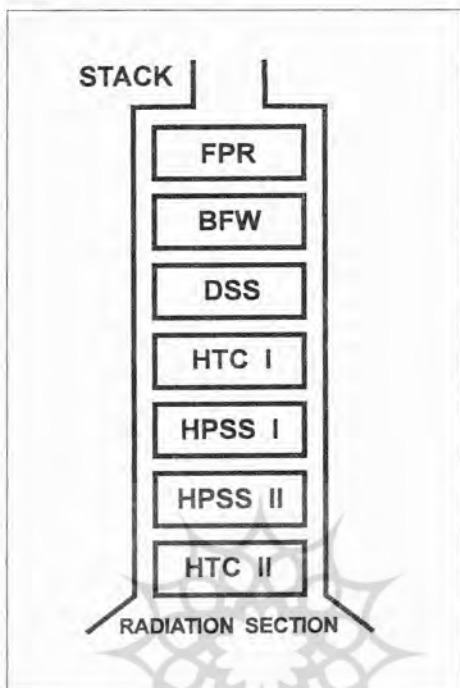 STACK
FPR
BFW
DSS
HTC I
HPSS I
HPSS II
HTC II
RADIATION SECTION